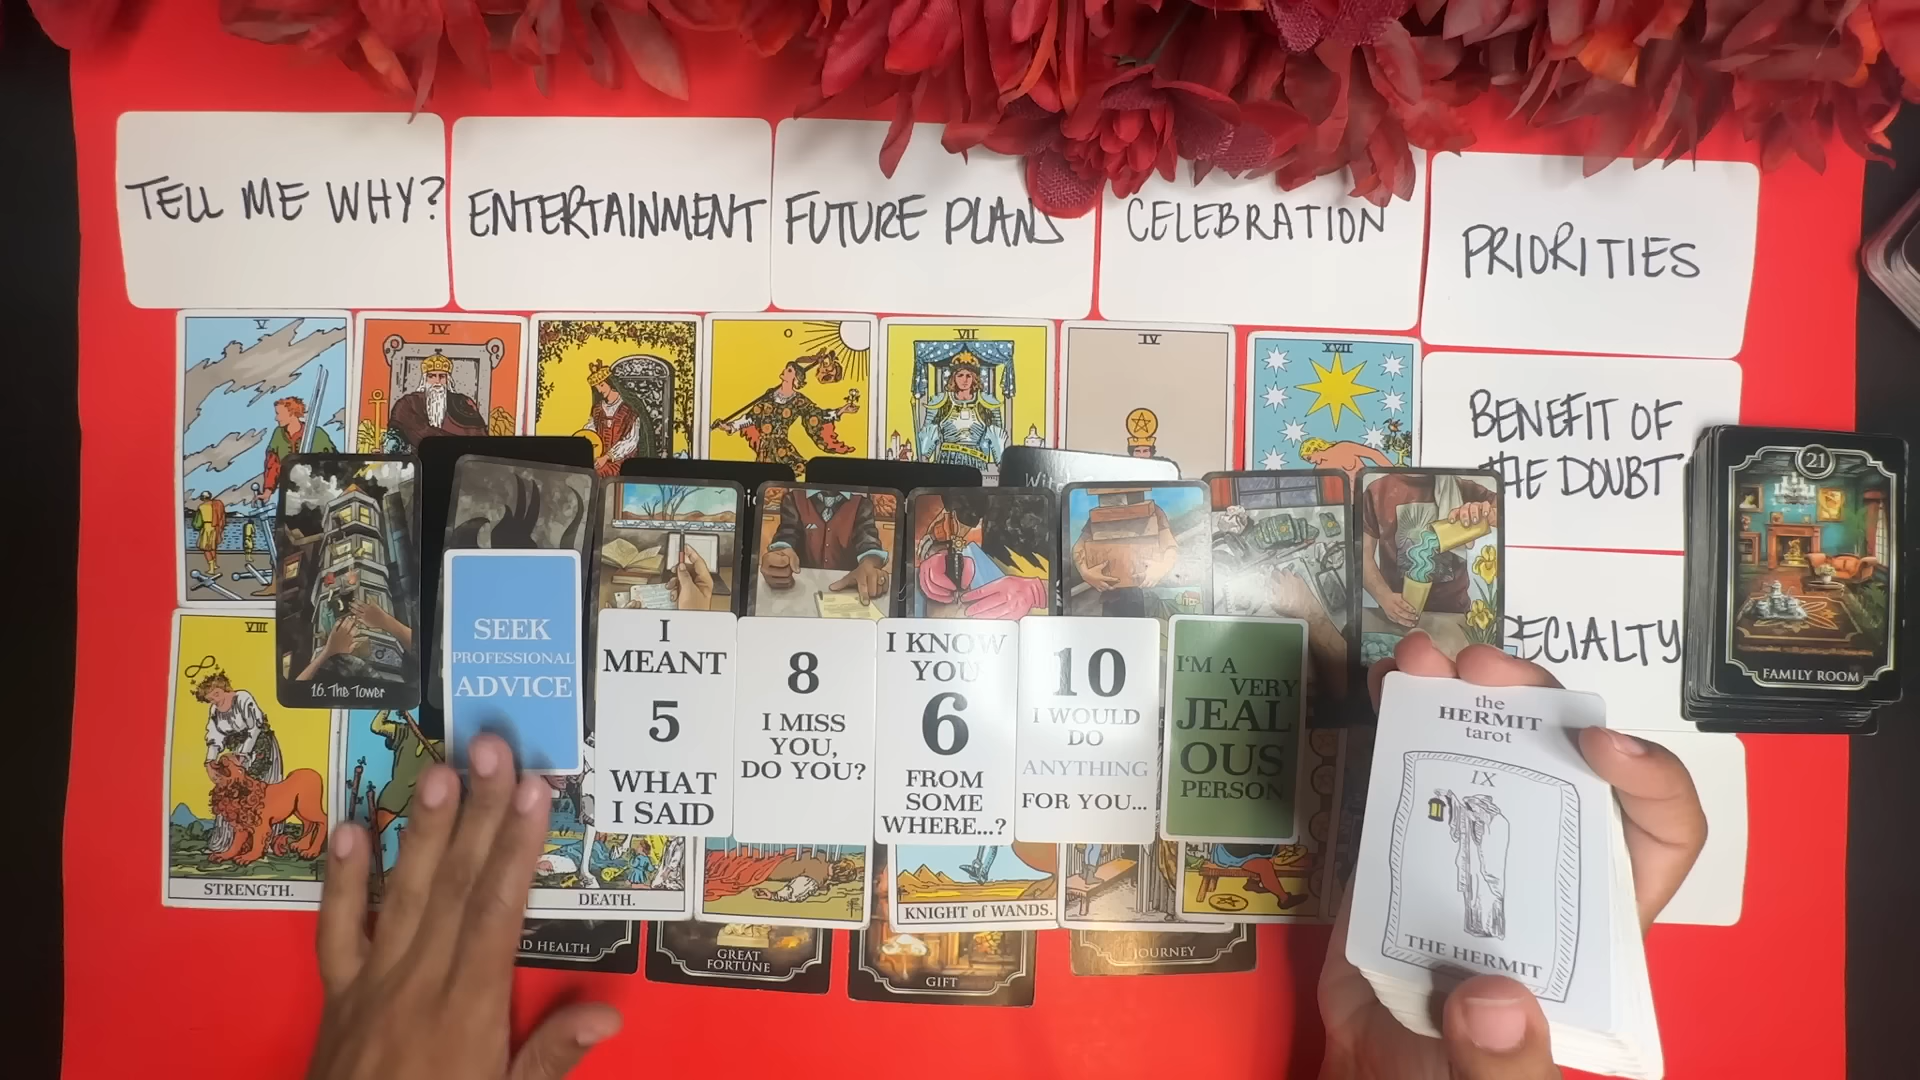 TELL ME WHY?
ENTERTAINMENT
FUTURE PLANS
CELEBRATION
PRIORITIES
V
IV
O
VII
IV
XVII
BENEFIT OF
THE DOUBT
21
FAMILY ROOM
16. The Tower
SEEK
PROFESSIONAL
ADVICE
I
MEANT
5
WHAT
I SAID
8
I MISS
YOU,
DO YOU?
I KNOW
YOU
6
FROM
SOME
WHERE...?
10
I WOULD
DO
ANYTHING
FOR YOU...
I'M A
VERY
JEAL
OUS
PERSON
the
HERMIT
tarot
IX
THE HERMIT
VIII
STRENGTH.
DEATH.
KNIGHT of WANDS.
HEALTH
GREAT
FORTUNE
GIFT
JOURNEY